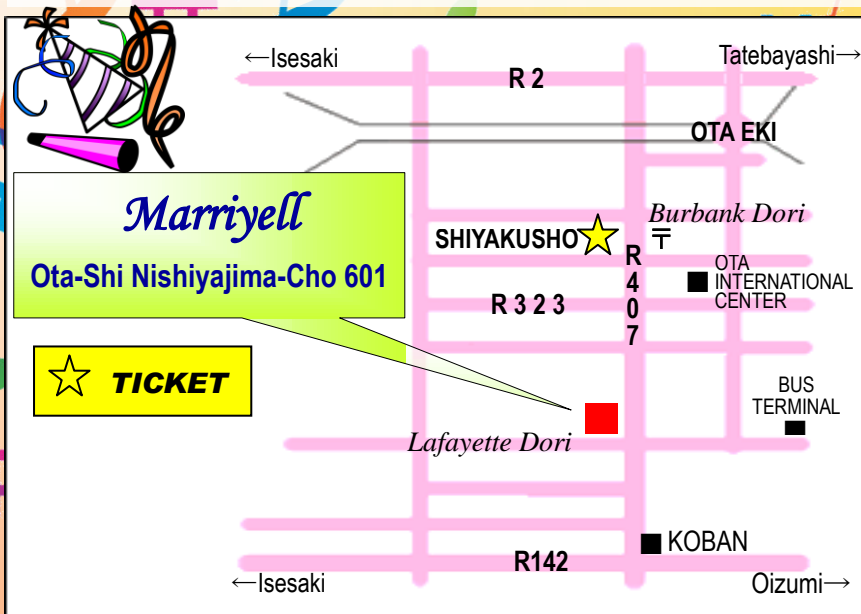 ←Isesaki
Tatebayashi→
R 2
OTA EKI
Marriyell
Ota-Shi Nishiyajima-Cho 601
Burbank Dori
SHIYAKUSHO
〒
R
4
0
7
OTA
INTERNATIONAL
CENTER
R 3 2 3
TICKET
BUS
TERMINAL
Lafayette Dori
KOBAN
R142
←Isesaki
Oizumi→